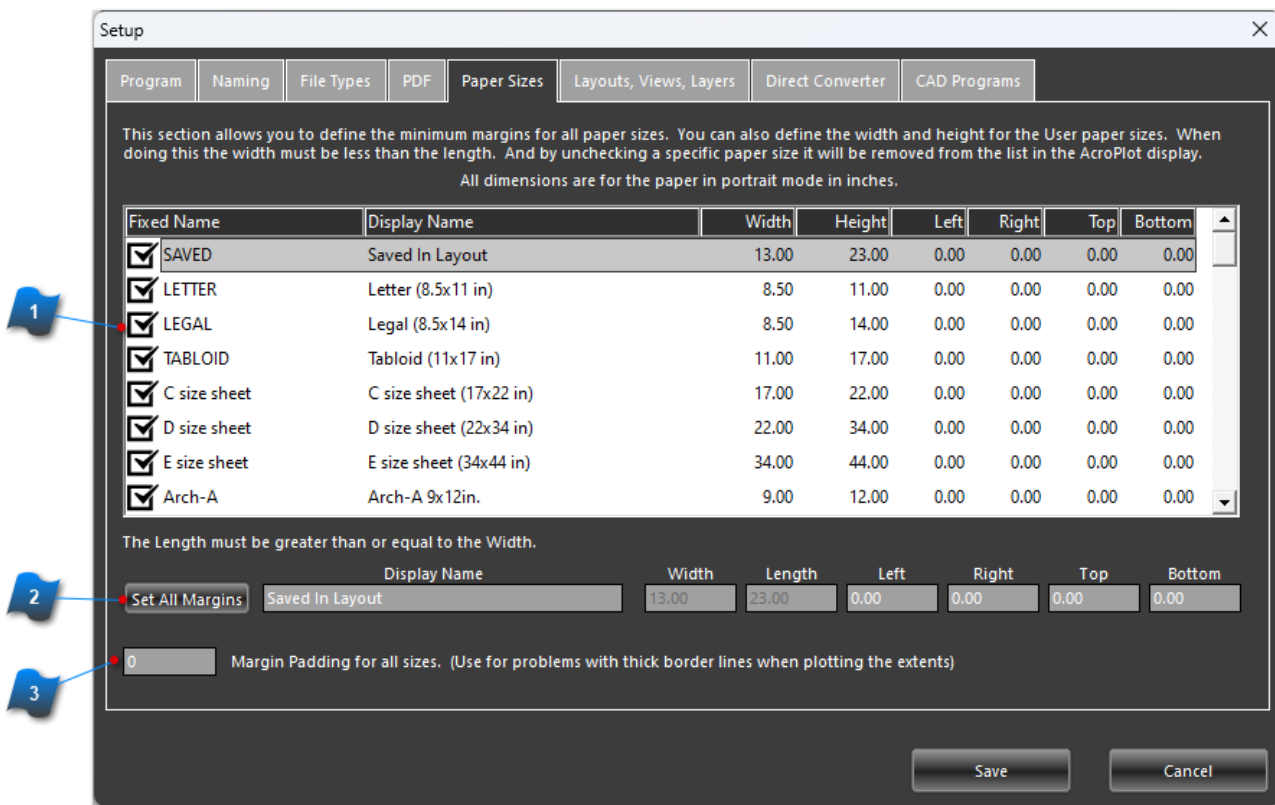 Setup
Program Naming File Types PDF Paper Sizes Layouts, Views, Layers Direct Converter CAD Programs
This section allows you to define the minimum margins for all paper sizes. You can also define the width and height for the User paper sizes. When
doing this the width must be less than the length. And by unchecking a specific paper size it will be removed from the list in the AcroPlot display.
All dimensions are for the paper in portrait mode in inches.
Fixed Name Display Name Width Height Left Right Top Bottom
SAVED Saved In Layout 13.00 23.00 0.00 0.00 0.00 0.00
LETTER Letter (8.5x11 in) 8.50 11.00 0.00 0.00 0.00 0.00
1
LEGAL Legal (8.5x14 in) 8.50 14.00 0.00 0.00 0.00 0.00
TABLOID Tabloid (11x17 in) 11.00 17.00 0.00 0.00 0.00 0.00
C size sheet C size sheet (17x22 in) 17.00 22.00 0.00 0.00 0.00 0.00
D size sheet D size sheet (22x34 in) 22.00 34.00 0.00 0.00 0.00 0.00
E size sheet E size sheet (34x44 in) 34.00 44.00 0.00 0.00 0.00 0.00
Arch-A Arch-A 9x12in. 9.00 12.00 0.00 0.00 0.00 0.00
The Length must be greater than or equal to the Width.
Display Name Width Length Left Right Top Bottom
2 Set All Margins Saved In Layout 13.00 23.00 0.00 0.00 0.00 0.00
0 Margin Padding for all sizes. (Use for problems with thick border lines when plotting the extents)
3
Save Cancel